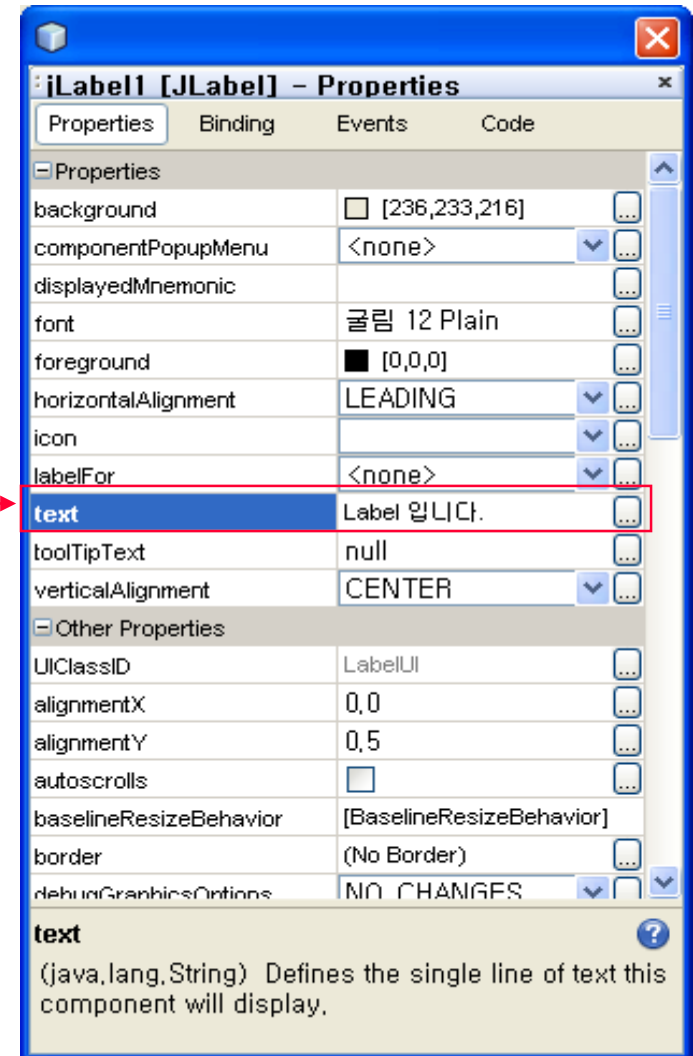 jLabel1 [JLabel] - Properties
Properties Binding Events Code
Properties
background [236,233,216]
componentPopupMenu <none>
displayedMnemonic
font 굴림 12 Plain
foreground [0,0,0]
horizontalAlignment LEADING
icon
labelFor <none>
text Label 입니다.
toolTipText null
verticalAlignment CENTER
Other Properties
UIClassID LabelUI
alignmentX 0,0
alignmentY 0,5
autoscrolls
baselineResizeBehavior [BaselineResizeBehavior]
border (No Border)
debugGraphicsOptions NO_CHANGES
text
(java,lang,String) Defines the single line of text this
component will display,